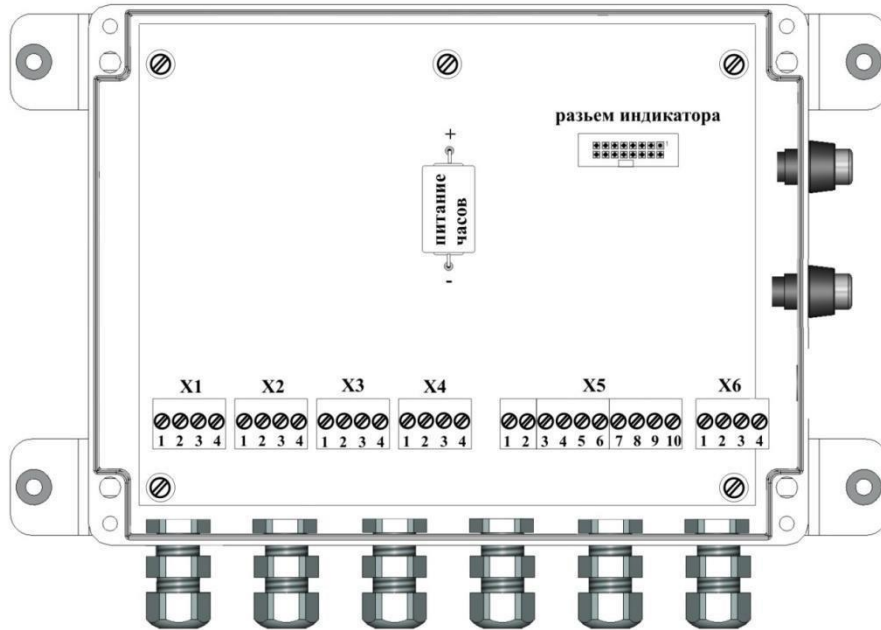 разьем индикатора
1
+
питание
часов
-
X1 X2 X3 X4 X5 X6
1 2 3 4 1 2 3 4 1 2 3 4 1 2 3 4 1 2 3 4 5 6 7 8 9 10 1 2 3 4